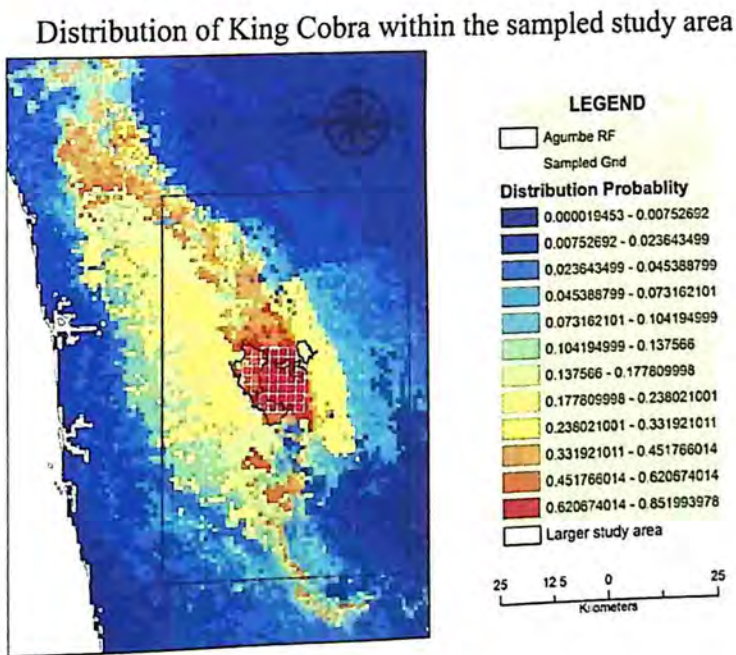 Distribution of King Cobra within the sampled study area
LEGEND
Agumbe RF
Sampled Gnd
Distribution Probablity
0.000019453 - 0.00752692
0.00752692 - 0.023643499
0.023643499 - 0.045388799
0.045388799 - 0.073162101
0.073162101 - 0.104194999
0.104194999 - 0.137566
0.137566 - 0.177809998
0.177809998 - 0.238021001
0.238021001 - 0.331921011
0.331921011 - 0.451766014
0.451766014 - 0.620674014
0.620674014 - 0.851993978
Larger study area
25 12 5 0 25
Kilometers